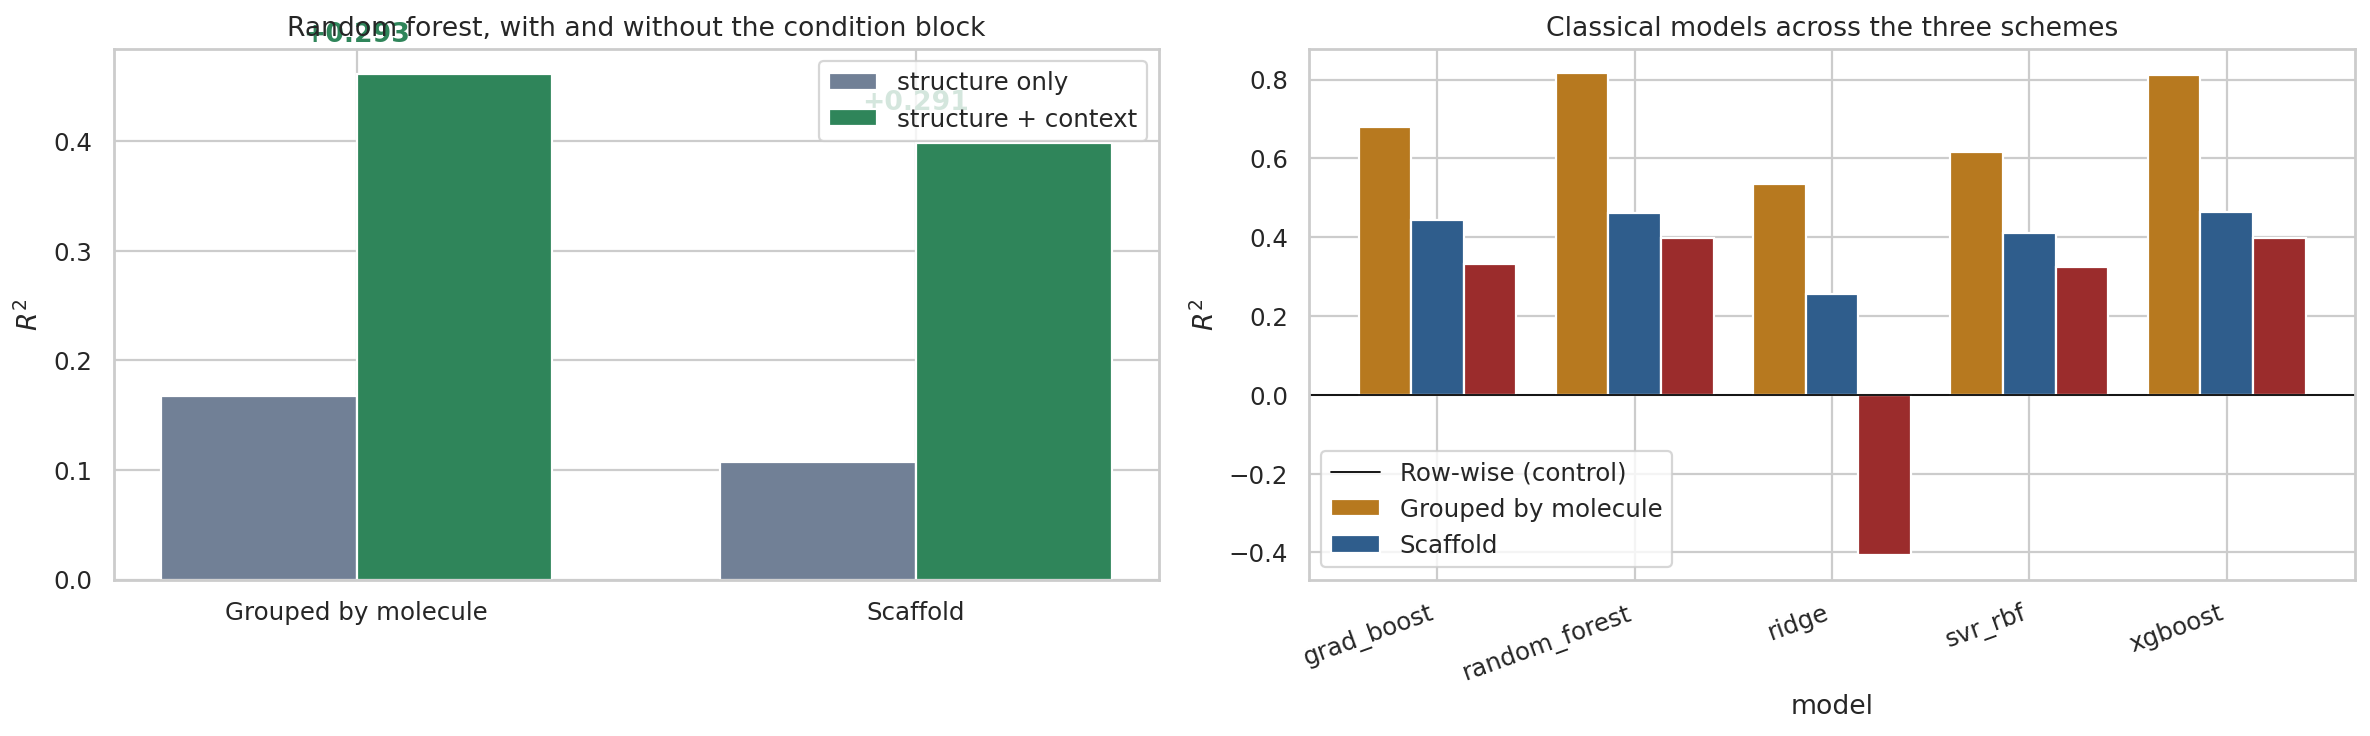 Random forest, with and without the condition block
+0.293
structure only
+0.291
structure + context
R²
0.4
0.3
0.2
0.1
0.0
Grouped by molecule
Scaffold
Classical models across the three schemes
R²
0.8
0.6
0.4
0.2
0.0
−0.2
−0.4
Row-wise (control)
Grouped by molecule
Scaffold
grad_boost
random_forest
ridge
svr_rbf
xgboost
model